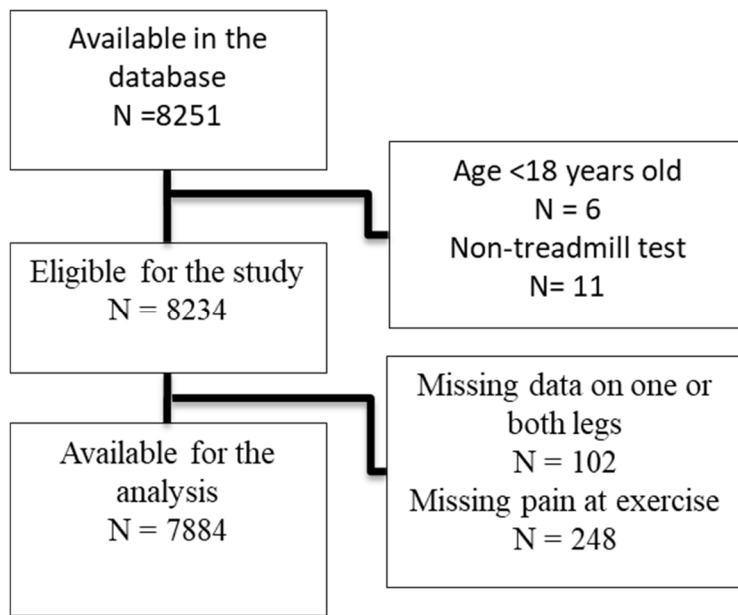 Available in the
database
N =8251
Age <18 years old
N = 6
Non-treadmill test
N= 11
Eligible for the study
N = 8234
Missing data on one or
both legs
N = 102
Missing pain at exercise
N = 248
Available for the
analysis
N = 7884